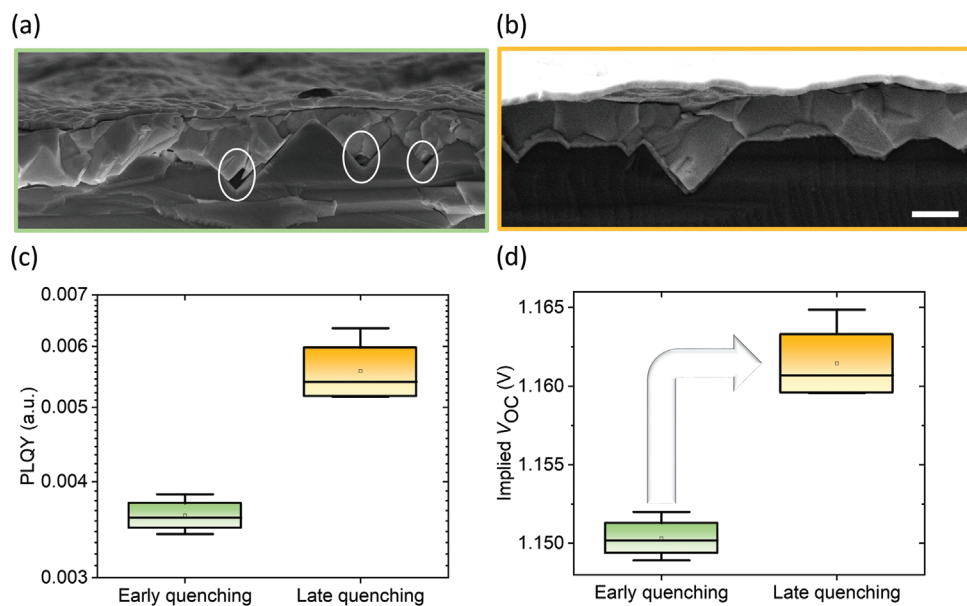 (a)
(b)
(c)
(d)
0.007
0.006
0.005
0.004
0.003
PLQY (a.u.)
Early quenching
Late quenching
1.165
1.160
1.155
1.150
Implied VOC (V)
Early quenching
Late quenching